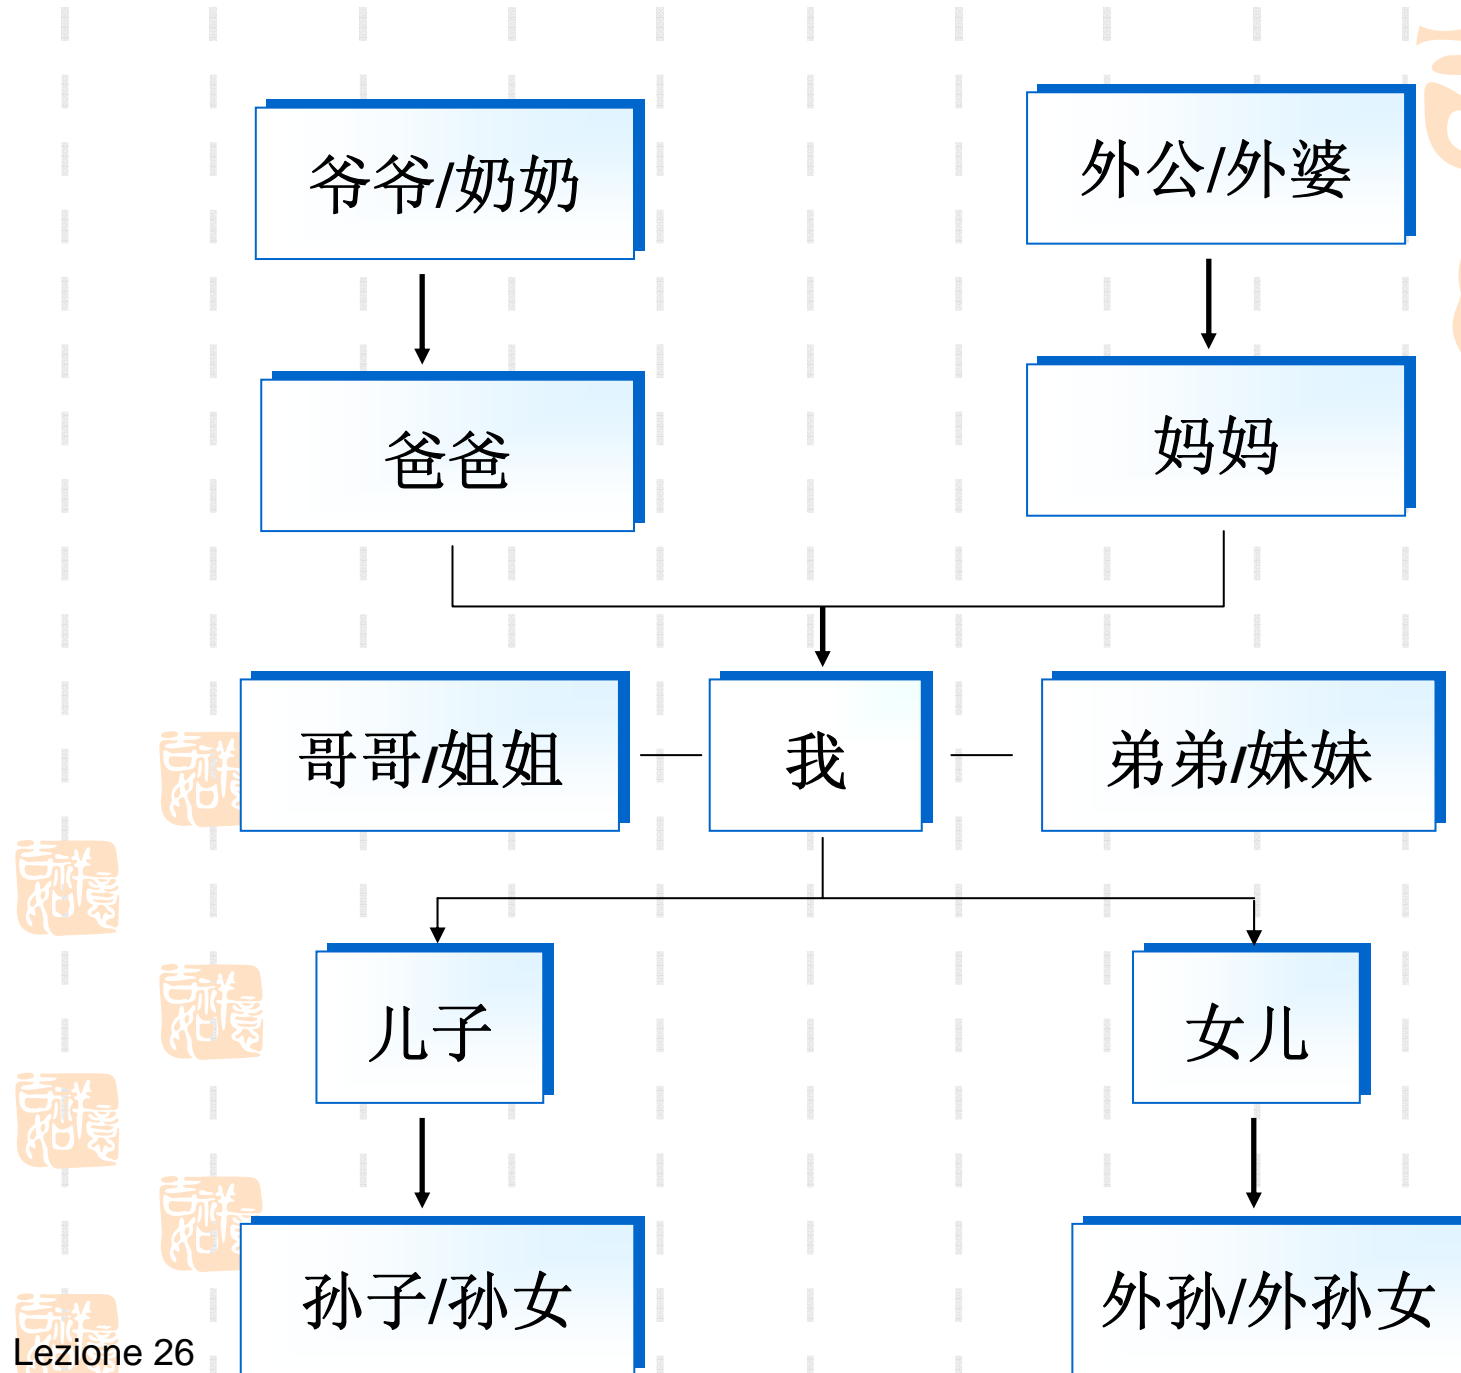 爷爷/奶奶
外公/外婆
爸爸
妈妈
哥哥/姐姐
我
弟弟/妹妹
儿子
女儿
孙子/孙女
外孙/外孙女
Lezione 26